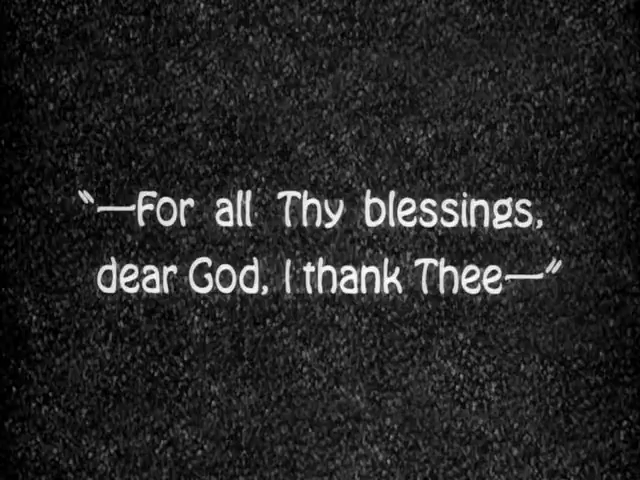 "—For all Thy blessings,
dear God, I thank Thee—"